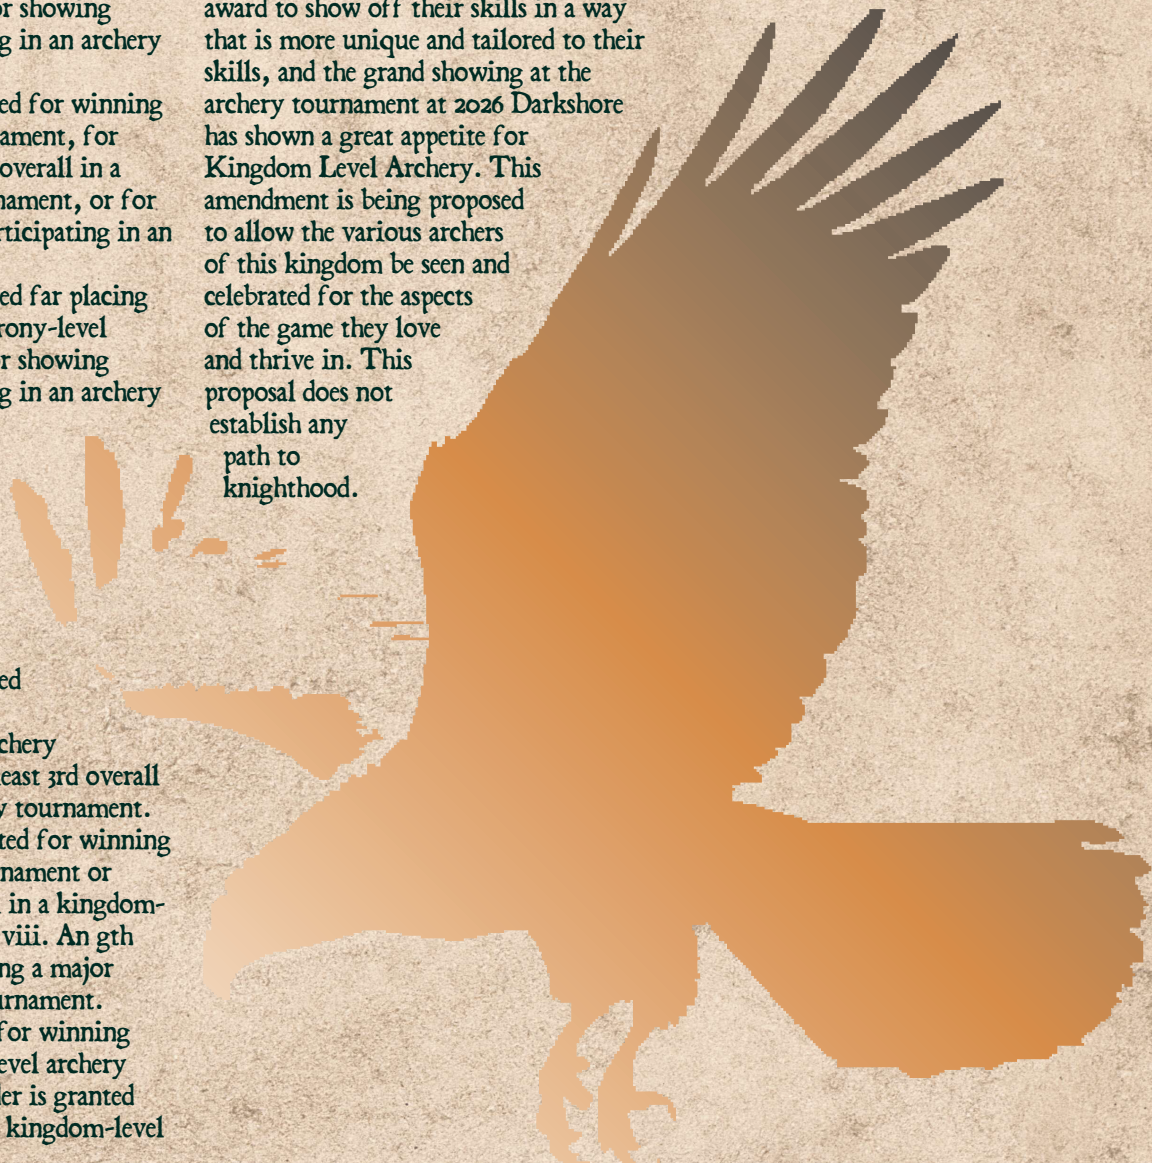 or showing
g in an archery
ed for winning
ament, for
overall in a
nament, or for
rticipating in an
ed far placing
rony-level
r showing
g in an archery
ed
chery
east 3rd overall
y tournament.
ted for winning
nament or
in a kingdom-
viii. An gth
ng a major
urnament.
for winning
evel archery
ler is granted
kingdom-level
award to show off their skills in a way
that is more unique and tailored to their
skills, and the grand showing at the
archery tournament at 2026 Darkshore
has shown a great appetite for
Kingdom Level Archery. This
amendment is being proposed
to allow the various archers
of this kingdom be seen and
celebrated for the aspects
of the game they love
and thrive in. This
proposal does not
establish any
path to
knighthood.